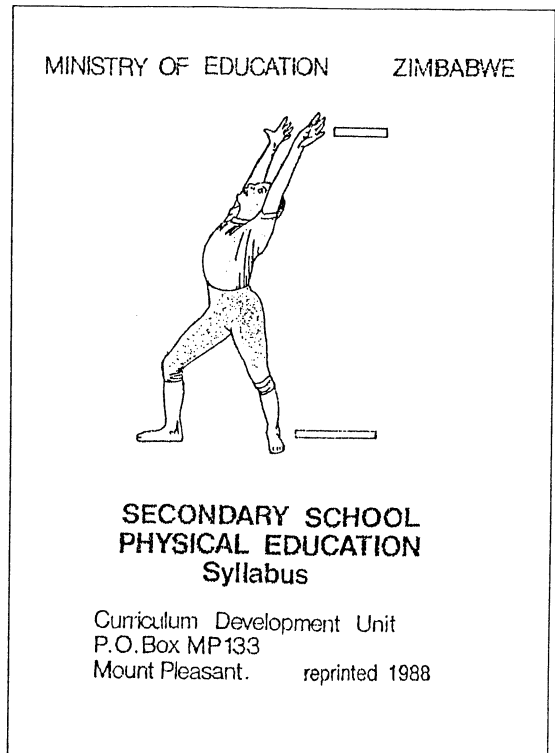 MINISTRY OF EDUCATION ZIMBABWE
SECONDARY SCHOOL
PHYSICAL EDUCATION
Syllabus
Curriculum Development Unit
P.O.Box MP133
Mount Pleasant. reprinted 1988